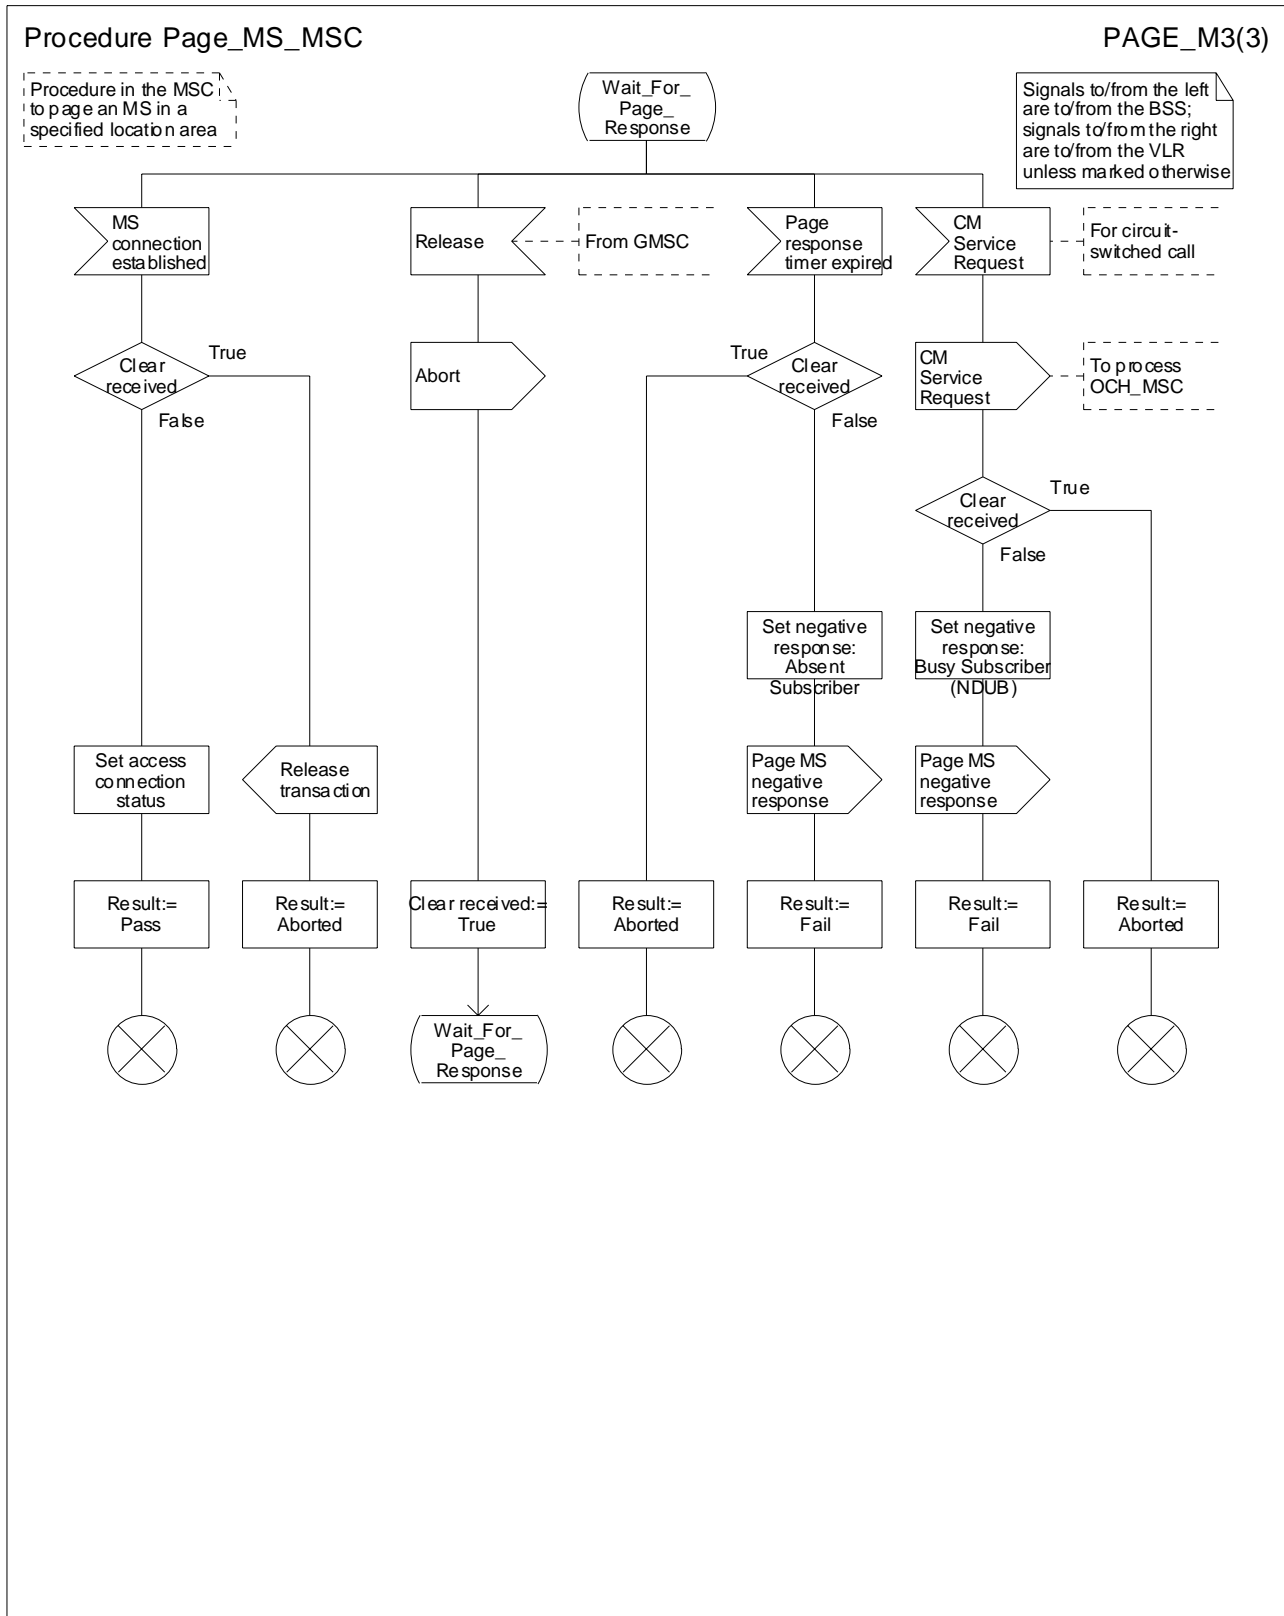 Procedure Page_MS_MSC
PAGE_M3(3)
Procedure in the MSC
to page an MS in a
specified location area
Wait_For_
Page_
Response
Signals to/from the left
are to/from the BSS;
signals to/from the right
are to/from the VLR
unless marked otherwise
MS
connection
established
Release
From GMSC
Page
response
timer expired
CM
Service
Request
For circuit-
switched call
Clear
received
True
False
Abort
True
Clear
received
False
CM
Service
Request
To process
OCH_MSC
Clear
received
True
False
Set negative
response:
Absent
Subscriber
Set negative
response:
Busy Subscriber
(NDUB)
Set access
connection
status
Release
transaction
Page MS
negative
response
Page MS
negative
response
Result:=
Pass
Result:=
Aborted
Clear received:=
True
Result:=
Aborted
Result:=
Fail
Result:=
Fail
Result:=
Aborted
Wait_For_
Page_
Response